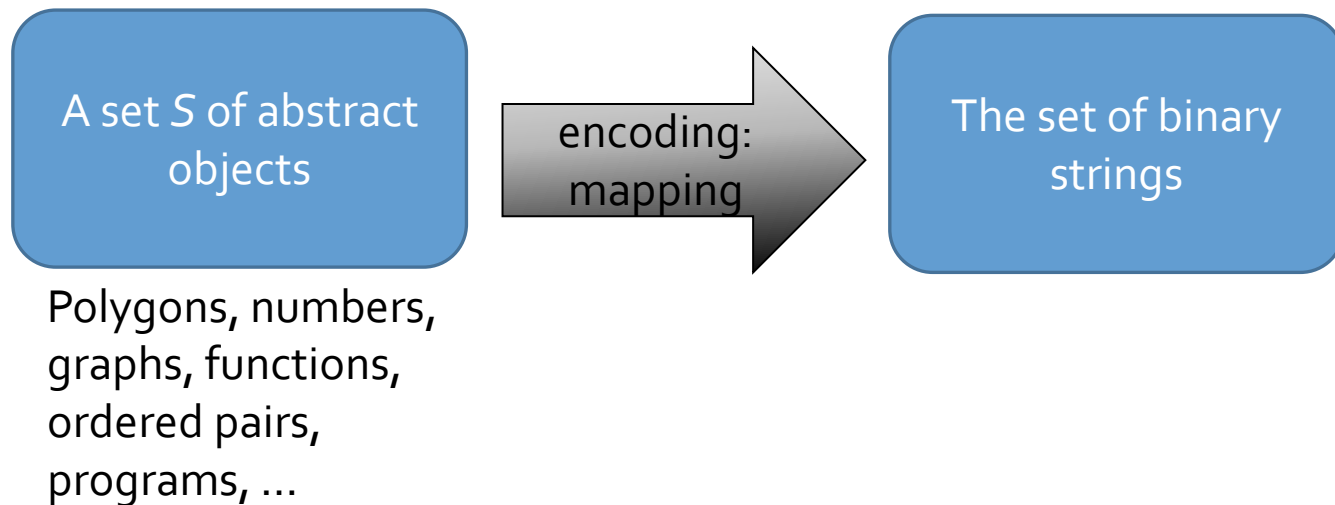 A set S of abstract
objects
encoding:
mapping
The set of binary
strings
Polygons, numbers,
graphs, functions,
ordered pairs,
programs, ...